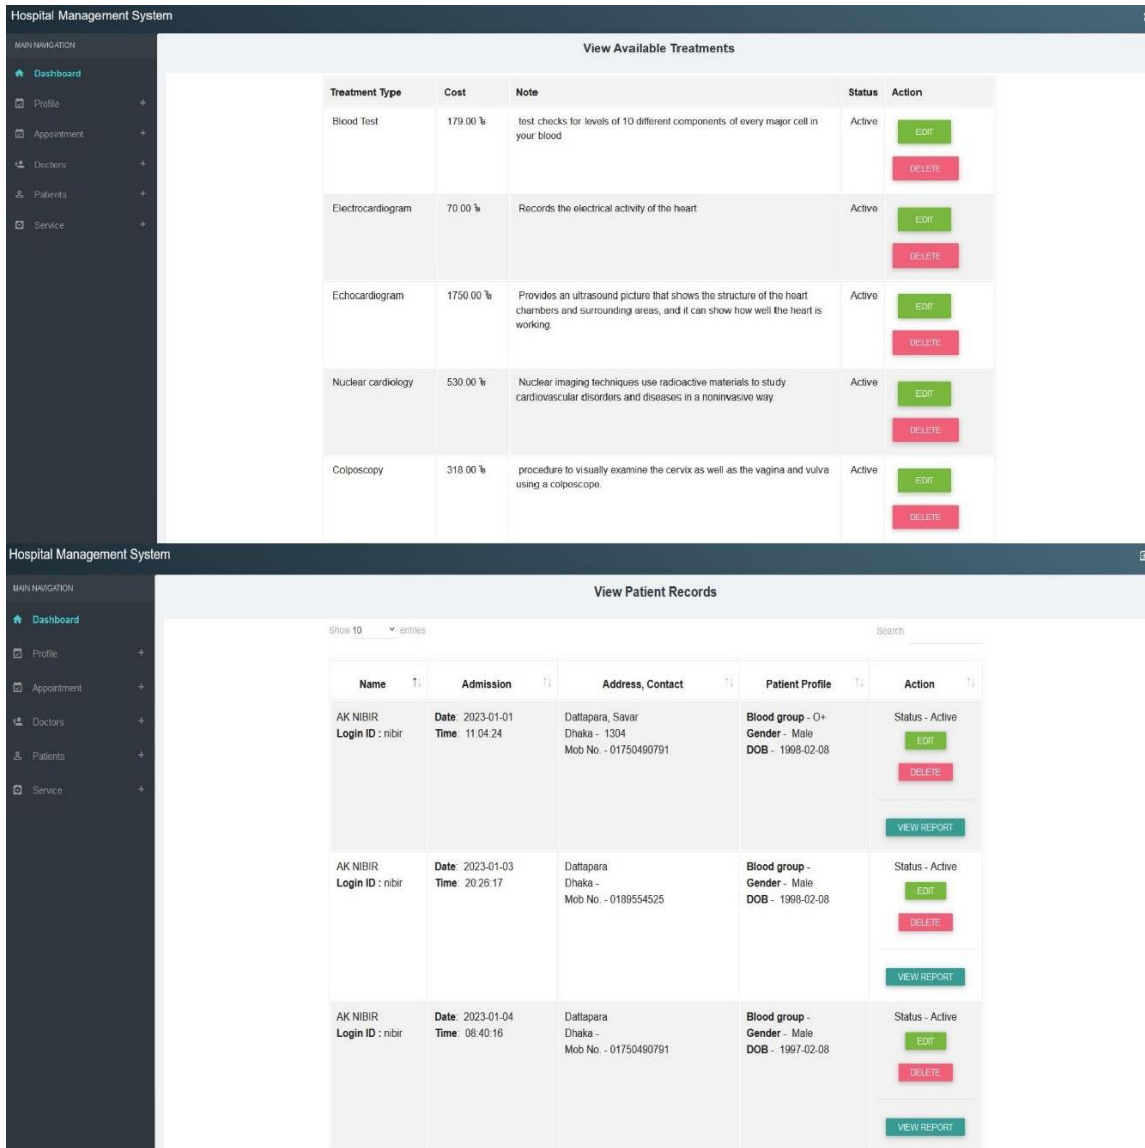 Hospital Management System
MAIN NAVIGATION
Dashboard
Profile +
Appointment +
Doctors +
Patients +
Service +
View Available Treatments
Treatment Type Cost Note Status Action
Blood Test 179.00 ৳ test checks for levels of 10 different components of every major cell in Active EDIT
your blood
DELETE
Electrocardiogram 70.00 ৳ Records the electrical activity of the heart Active EDIT
DELETE
Echocardiogram 1750.00 ৳ Provides an ultrasound picture that shows the structure of the heart Active EDIT
chambers and surrounding areas, and it can show how well the heart is
working.
DELETE
Nuclear cardiology 530.00 ৳ Nuclear imaging techniques use radioactive materials to study Active EDIT
cardiovascular disorders and diseases in a noninvasive way.
DELETE
Colposcopy 318.00 ৳ procedure to visually examine the cervix as well as the vagina and vulva Active EDIT
using a colposcope.
DELETE
Hospital Management System
MAIN NAVIGATION
Dashboard
Profile +
Appointment +
Doctors +
Patients +
Service +
View Patient Records
Show 10 entries Search:
Name Admission Address, Contact Patient Profile Action
AK NIBIR Date: 2023-01-01 Dattapara, Savar Blood group - O+ Status - Active
Login ID : nibir Time: 11:04:24 Dhaka - 1304 Gender - Male EDIT
Mob No. - 01750490791 DOB - 1998-02-08
DELETE
VIEW REPORT
AK NIBIR Date: 2023-01-03 Dattapara Blood group - Status - Active
Login ID : nibir Time: 20:26:17 Dhaka - Gender - Male EDIT
Mob No. - 0189554525 DOB - 1998-02-08
DELETE
VIEW REPORT
AK NIBIR Date: 2023-01-04 Dattapara Blood group - Status - Active
Login ID : nibir Time: 08:40:16 Dhaka - Gender - Male EDIT
Mob No. - 01750490791 DOB - 1997-02-08
DELETE
VIEW REPORT